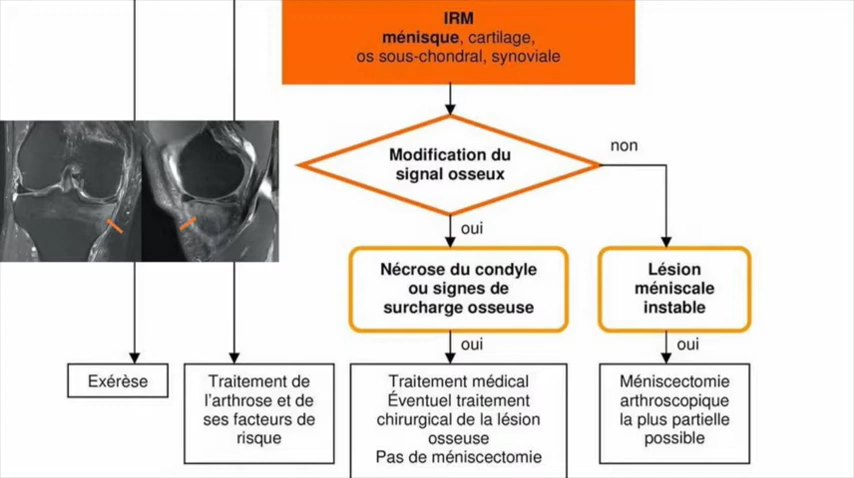 IRM
ménisque, cartilage,
os sous-chondral, synoviale
Modification du
signal osseux
non
oui
Nécrose du condyle
ou signes de
surcharge osseuse
Lésion
méniscale
instable
oui
oui
Exérèse
Traitement de
l'arthrose et de
ses facteurs de
risque
Traitement médical
Éventuel traitement
chirurgical de la lésion
osseuse
Pas de méniscectomie
Méniscectomie
arthroscopique
la plus partielle
possible